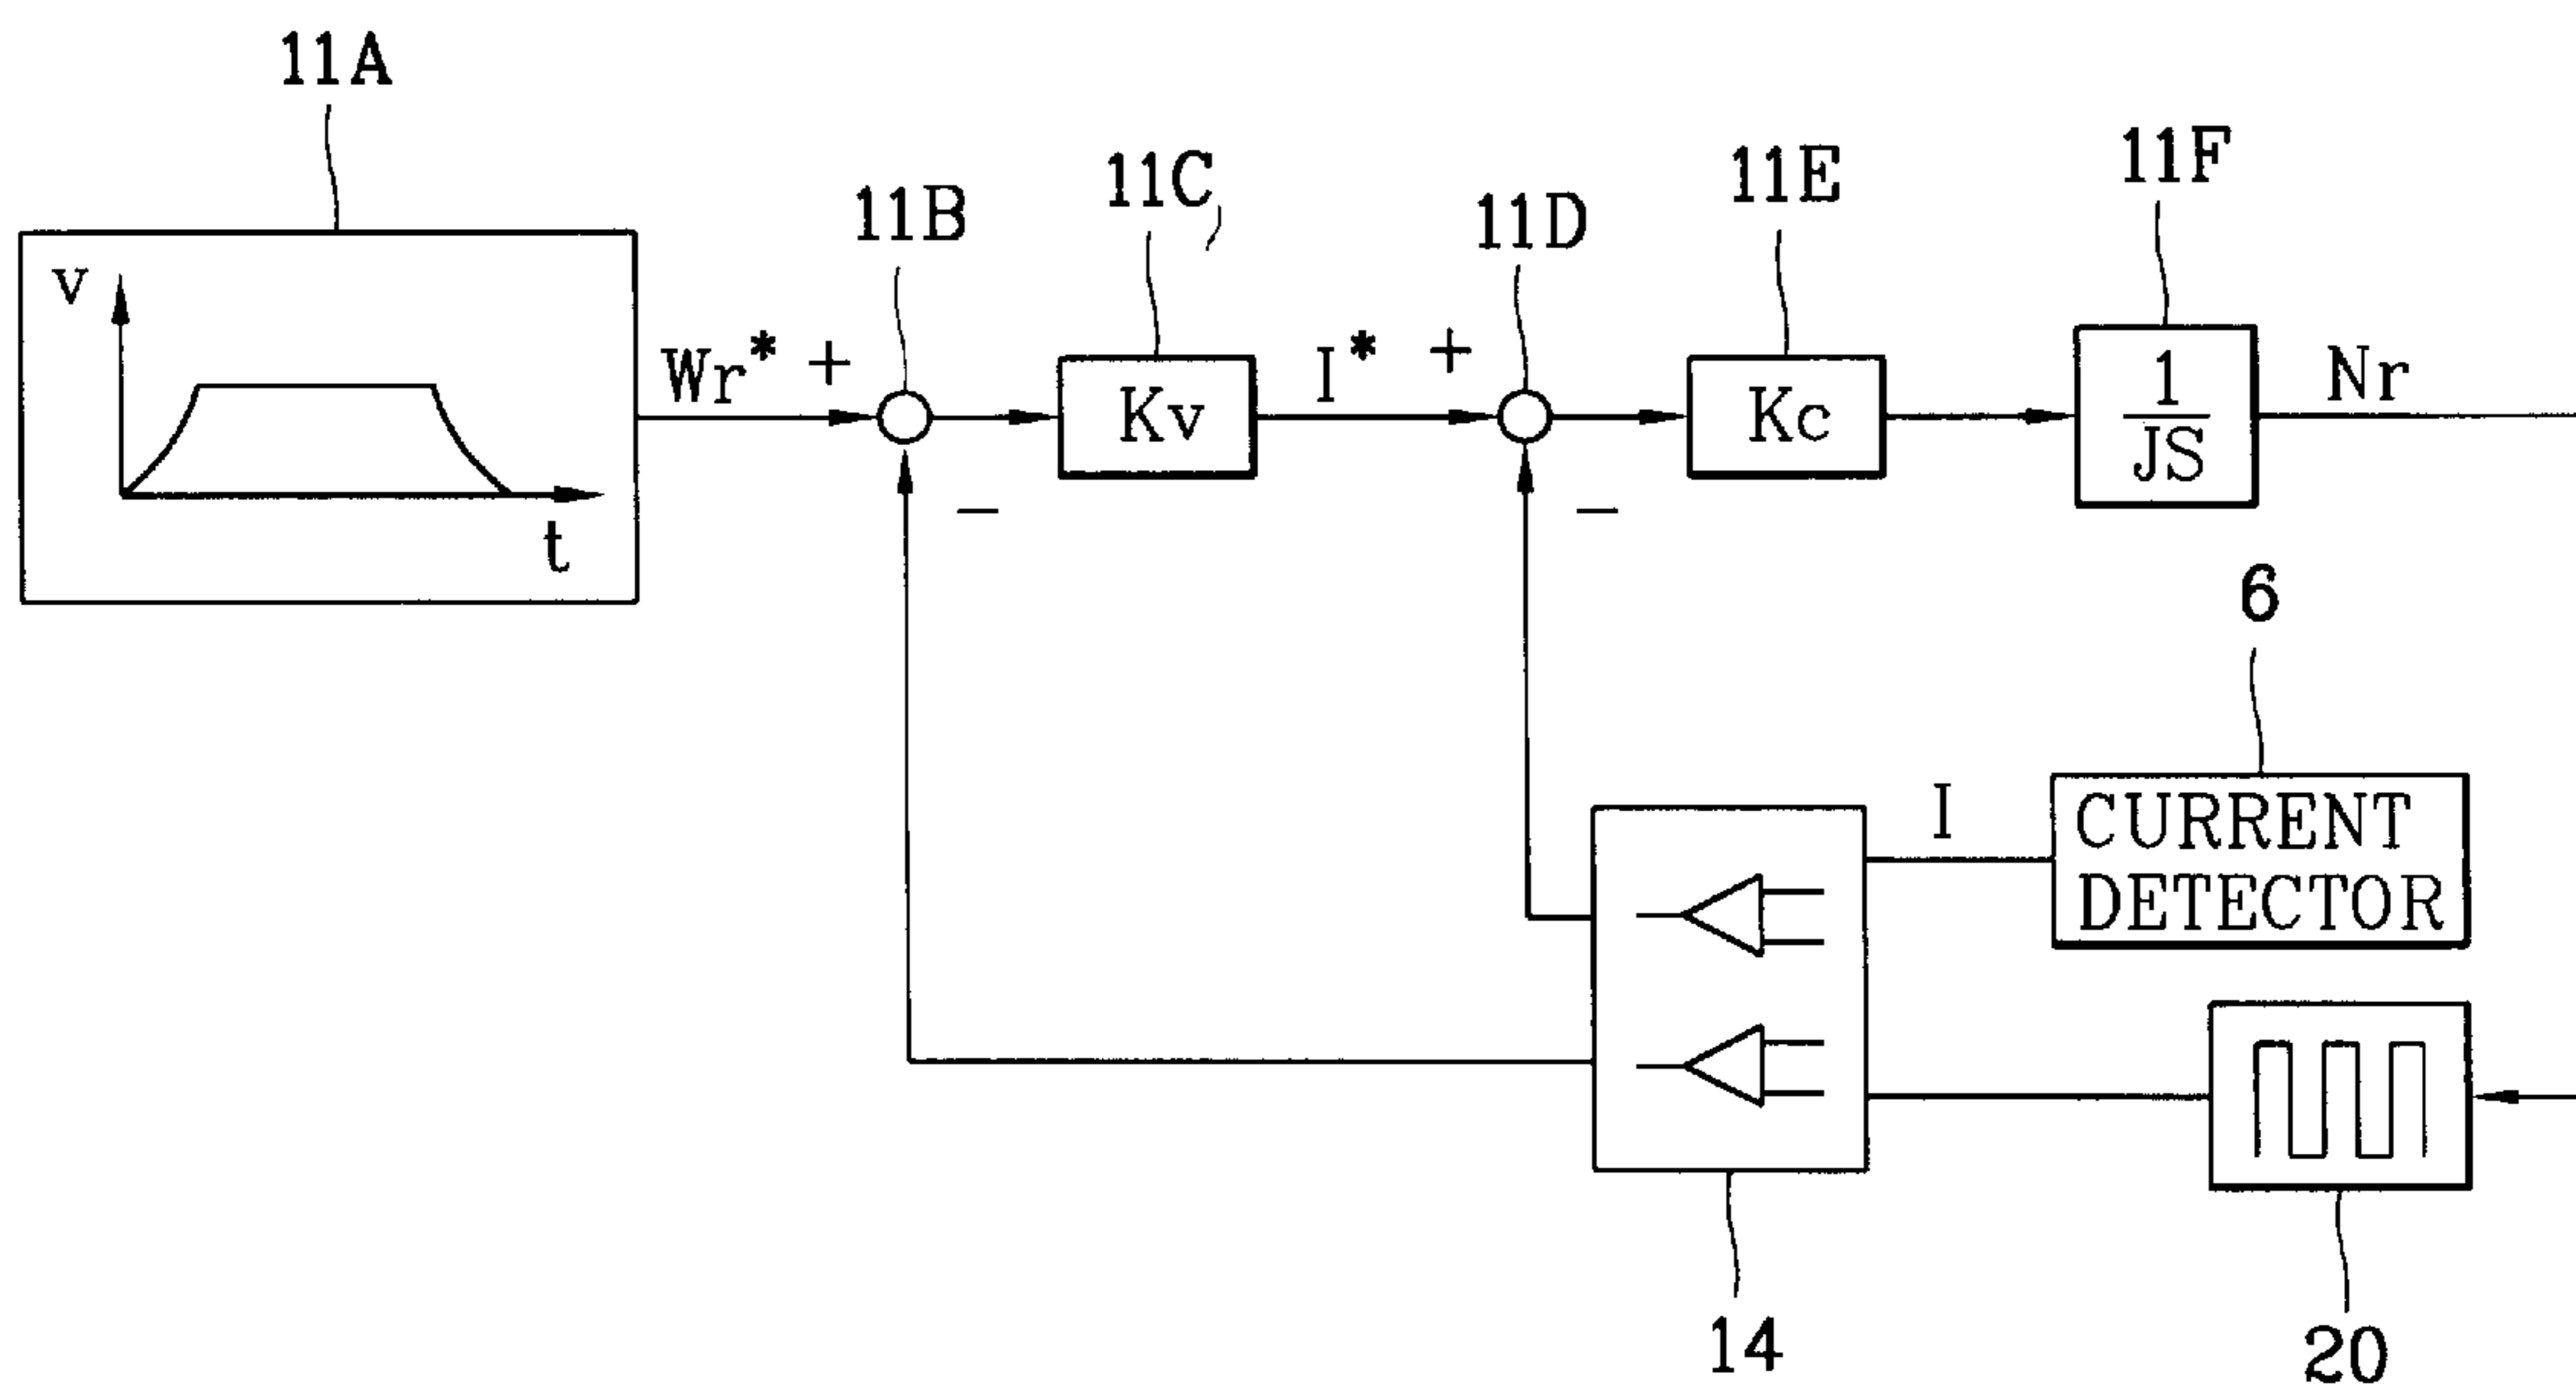 11A
11B
11C
11D
11E
11F
v
t
Wr* +
−
Kv
I* +
−
Kc
1
JS
Nr
6
I
CURRENT
DETECTOR
14
20